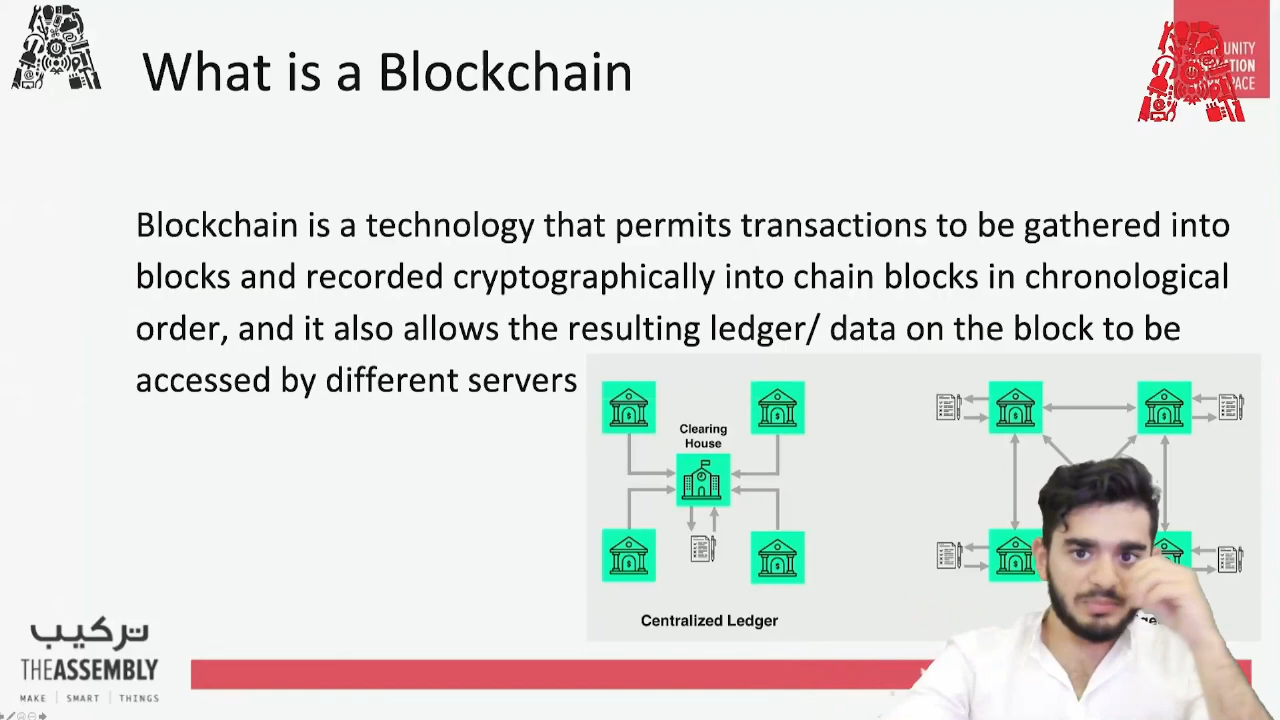 What is a Blockchain
Blockchain is a technology that permits transactions to be gathered into
blocks and recorded cryptographically into chain blocks in chronological
order, and it also allows the resulting ledger/ data on the block to be
accessed by different servers
Clearing
House
Centralized Ledger
تركيب
THEASSEMBLY
MAKE | SMART | THINGS